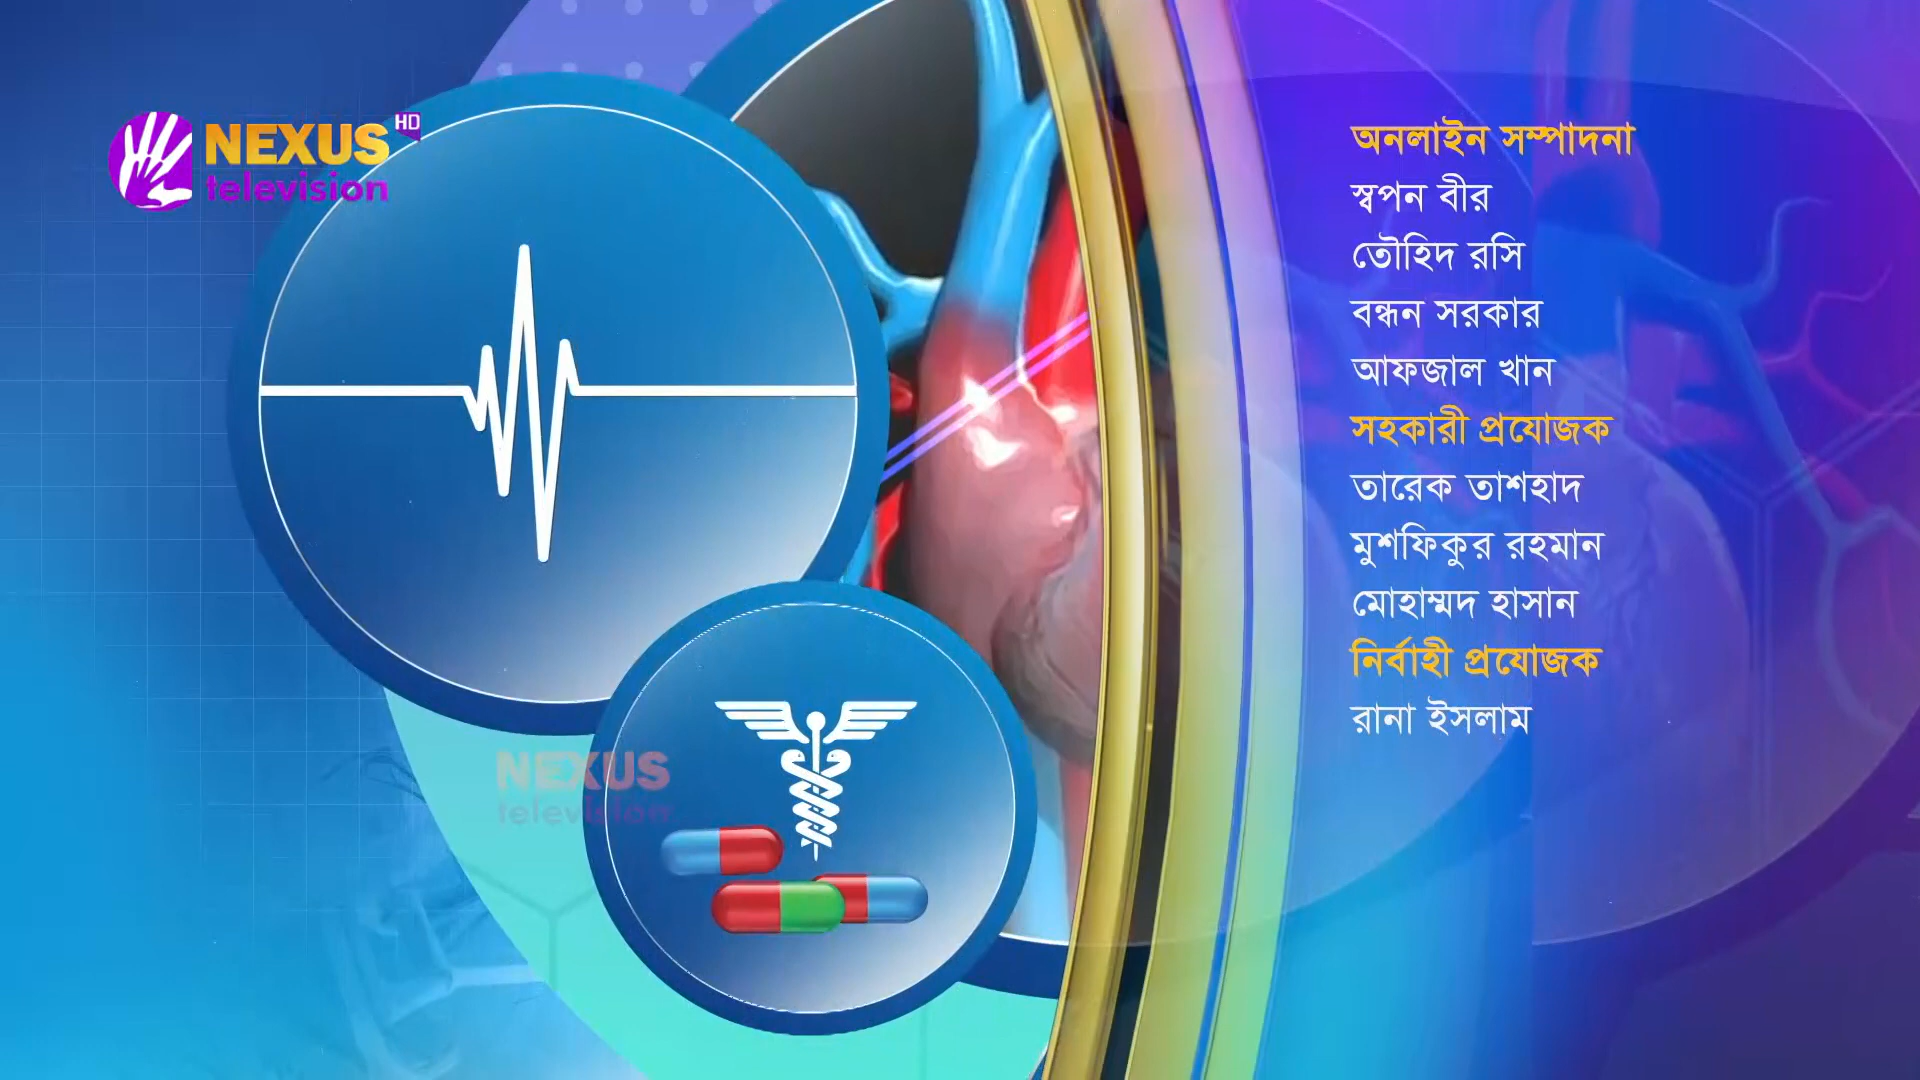 NEXUS HD
television
অনলাইন সম্পাদনা
স্বপন বীর
তৌহিদ রসি
বন্ধন সরকার
আফজাল খান
সহকারী প্রযোজক
তারেক তাশহাদ
মুশফিকুর রহমান
মোহাম্মদ হাসান
নির্বাহী প্রযোজক
রানা ইসলাম
NEXUS
television